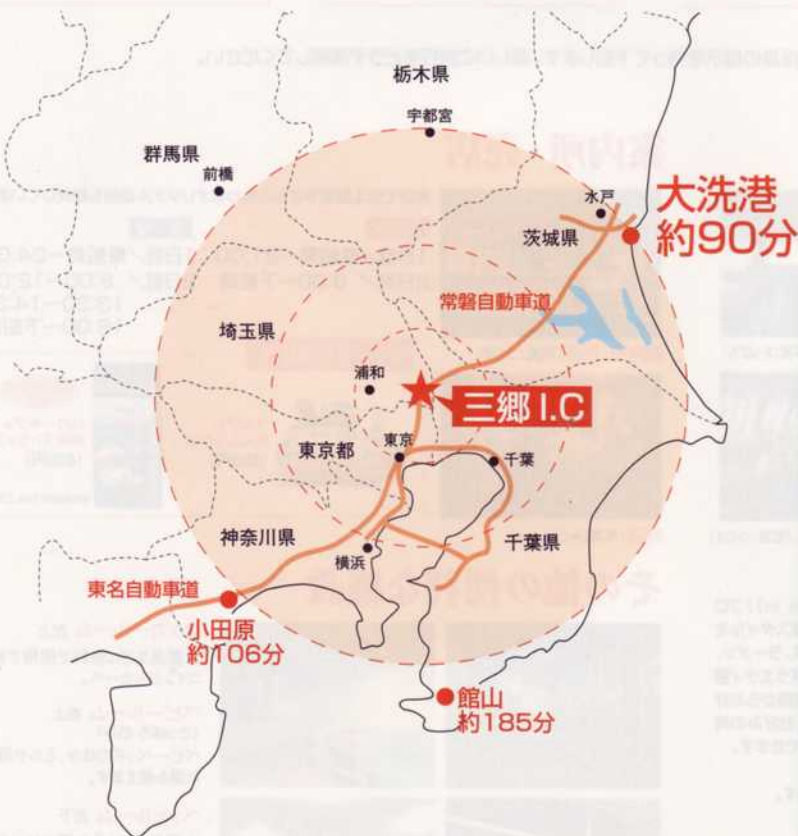 栃木県
宇都宮
群馬県
前橋
水戸
大洗港
約90分
茨城県
常磐自動車道
埼玉県
浦和
三郷I.C
東京都
東京
千葉
神奈川県
横浜
千葉県
東名自動車道
小田原
約106分
館山
約185分